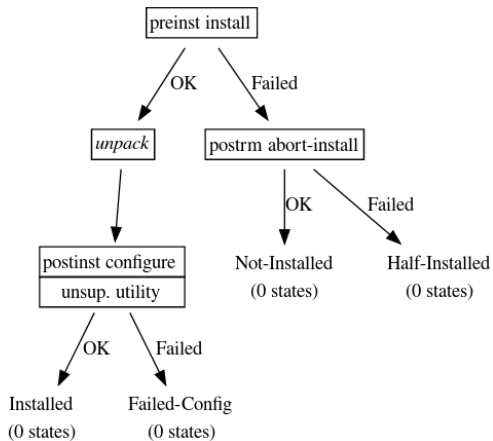 preinst install
OK
Failed
unpack
postrm abort-install
OK
Failed
postinst configure
unsup. utility
Not-Installed
(0 states)
Half-Installed
(0 states)
OK
Failed
Installed
(0 states)
Failed-Config
(0 states)